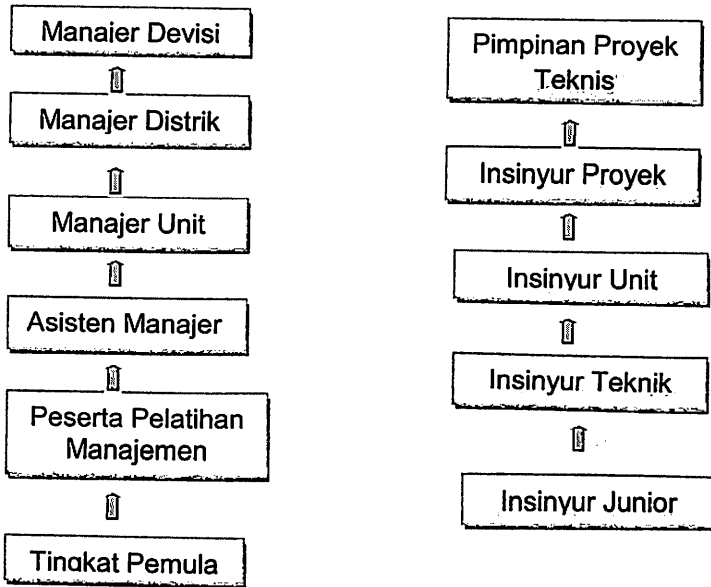 Manajer Devisi
Manajer Distrik
Manajer Unit
Asisten Manajer
Peserta Pelatihan
Manajemen
Tingkat Pemula
Pimpinan Proyek
Teknis
Insinyur Proyek
Insinyur Unit
Insinyur Teknik
Insinyur Junior